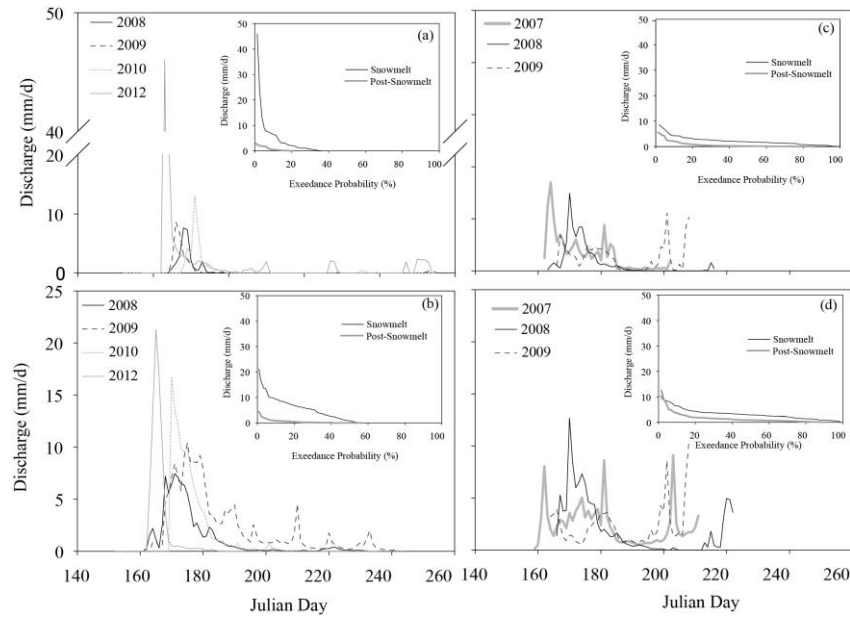 50
40
20
10
0
Discharge (mm/d)
2008
2009
2010
2012
50
40
30
20
10
0
Discharge (mm/d)
(a)
Snowmelt
Post-Snowmelt
0 20 40 60 80 100
Exeedance Probability (%)
2007
2008
2009
50
40
30
20
10
0
Discharge (mm/d)
(c)
Snowmelt
Post-Snowmelt
0 20 40 60 80 100
Exeedance Probability (%)
25
20
15
10
5
0
Discharge (mm/d)
2008
2009
2010
2012
50
40
30
20
10
0
Discharge (mm/d)
(b)
Snowmelt
Post-Snowmelt
0 20 40 60 80 100
Exeedance Probability (%)
140 160 180 200 220 240 260
Julian Day
2007
2008
2009
50
40
30
20
10
0
Discharge (mm/d)
(d)
Snowmelt
Post-Snowmelt
0 20 40 60 80 100
Exeedance Probability (%)
140 160 180 200 220 240 260
Julian Day